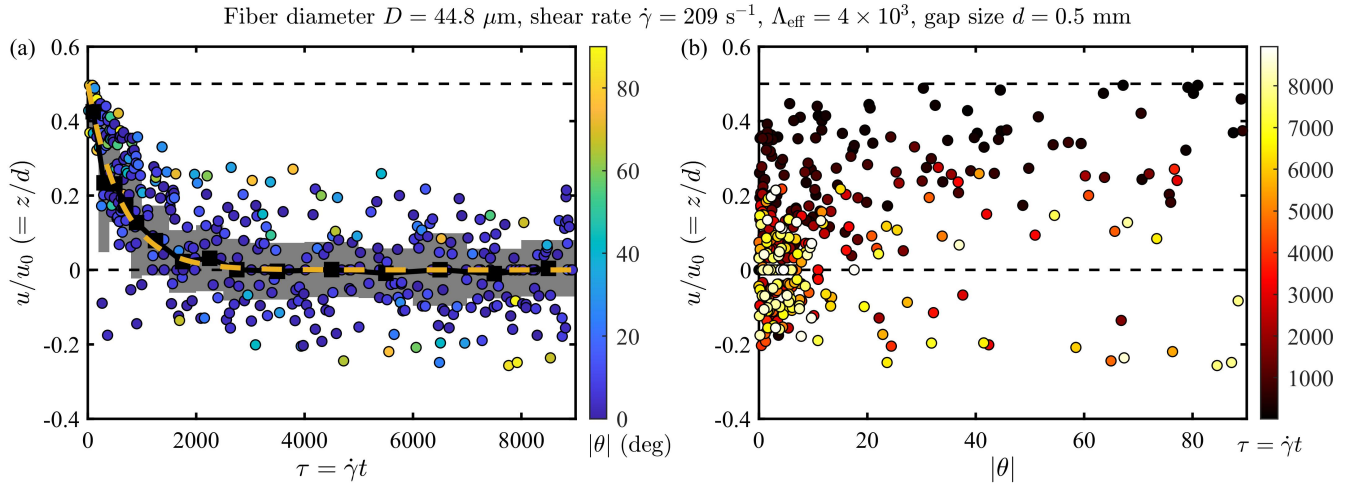 Fiber diameter D = 44.8 μm, shear rate γ̇ = 209 s⁻¹, Λeff = 4 × 10³, gap size d = 0.5 mm
(a)
u/u₀ (= z/d)
0.6
0.4
0.2
0
-0.2
-0.4
0 2000 4000 6000 8000
τ = γ̇t
80
60
40
20
0
|θ| (deg)
(b)
u/u₀ (= z/d)
0.6
0.4
0.2
0
-0.2
-0.4
0 20 40 60 80
|θ|
8000
7000
6000
5000
4000
3000
2000
1000
τ = γ̇t